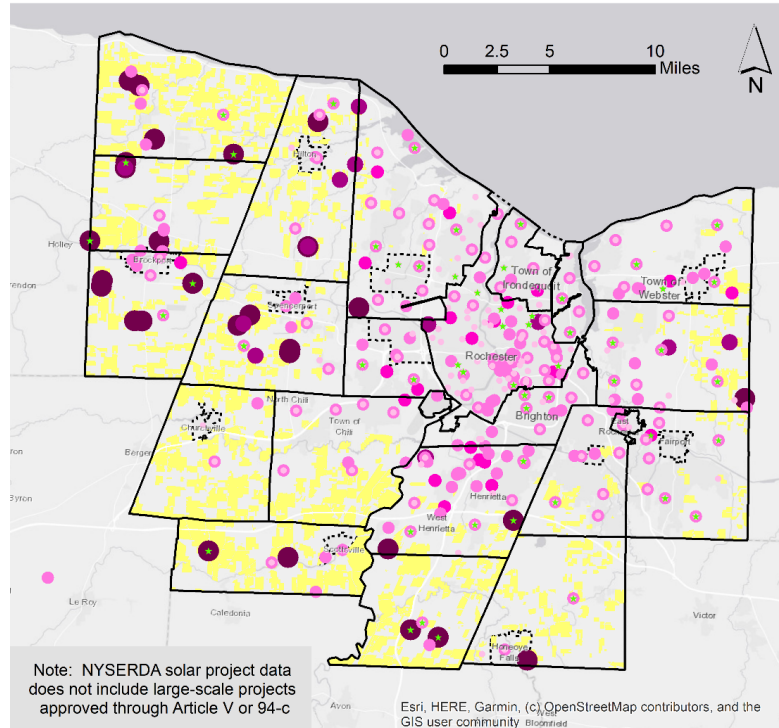 0 2.5 5 10
Miles
N
Hilton
Holley
Brockport
Town of
Irondequoit
Town of
Webster
Spencerport
Rochester
North Chili
Town of
Chili
Brighton
East
Fairport
Churchville
Bergen
Byron
Henrietta
West
Henrietta
Scottsville
Le Roy
Caledonia
Victor
Honeoye
Falls
Note: NYSERDA solar project data
does not include large-scale projects
approved through Article V or 94-c
Avon
West
Bloomfield
Esri, HERE, Garmin, (c) OpenStreetMap contributors, and the
GIS user community